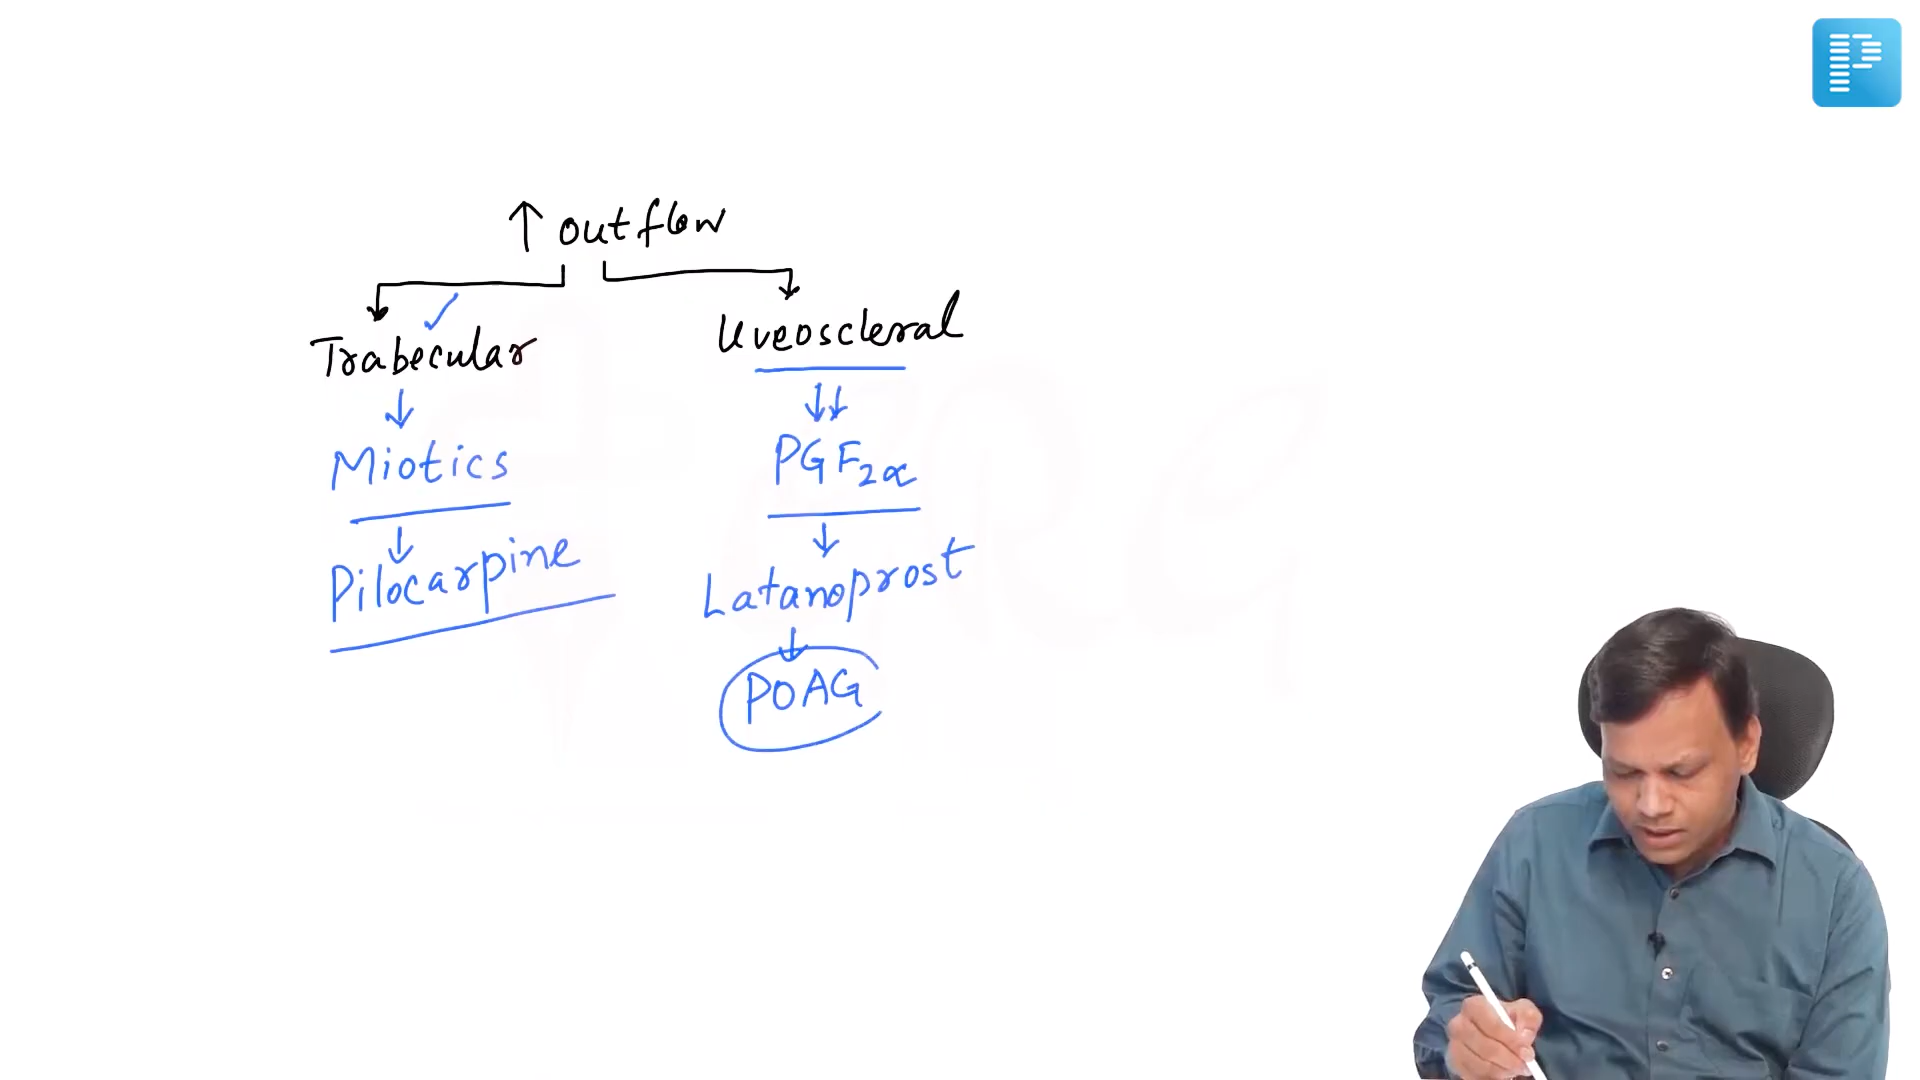 ↑ outflow
Trabecular
Uveoscleral
Miotics
PGF2α
Pilocarpine
Latanoprost
POAG